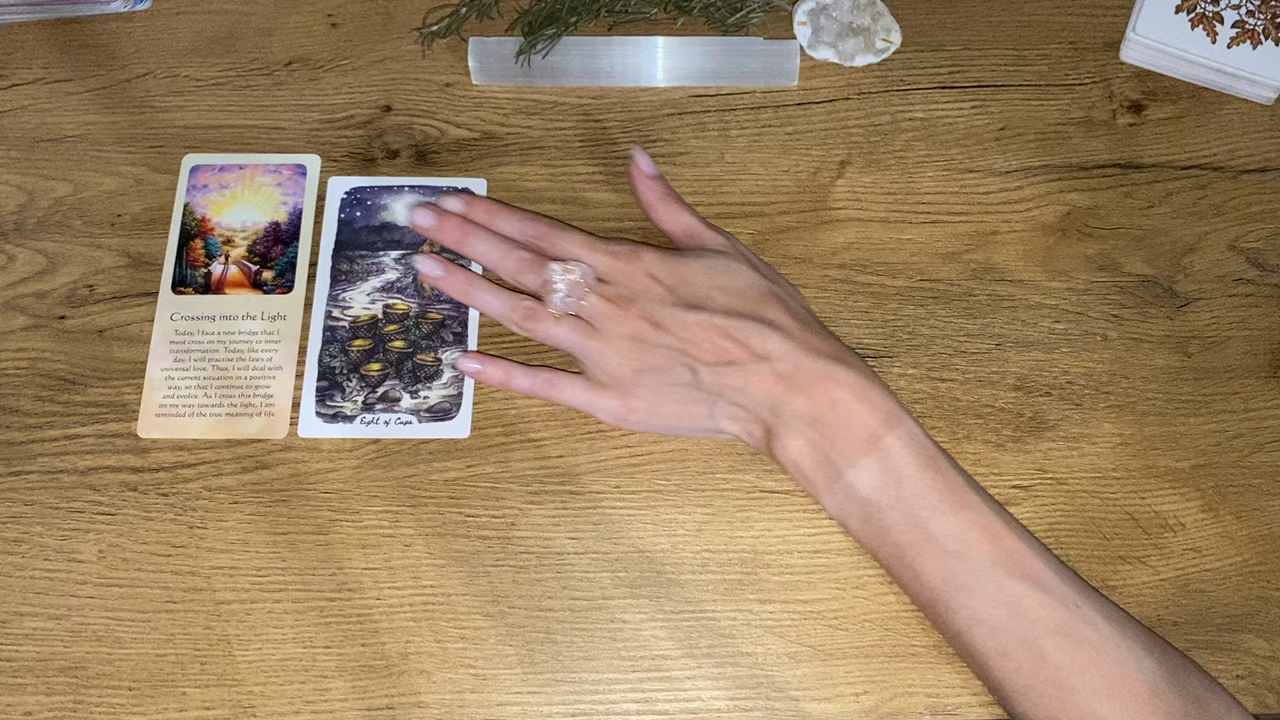 Crossing into the Light
Today, I face a new bridge that I
must cross on my journey to inner
transformation. Today, like every
day, I will practise the laws of
universal love. Thus, I will deal with
the current situation in a positive
way, so that I continue to grow
and evolve. As I cross this bridge
on my way towards the light, I am
reminded of the true meaning of life
Eight of Cups